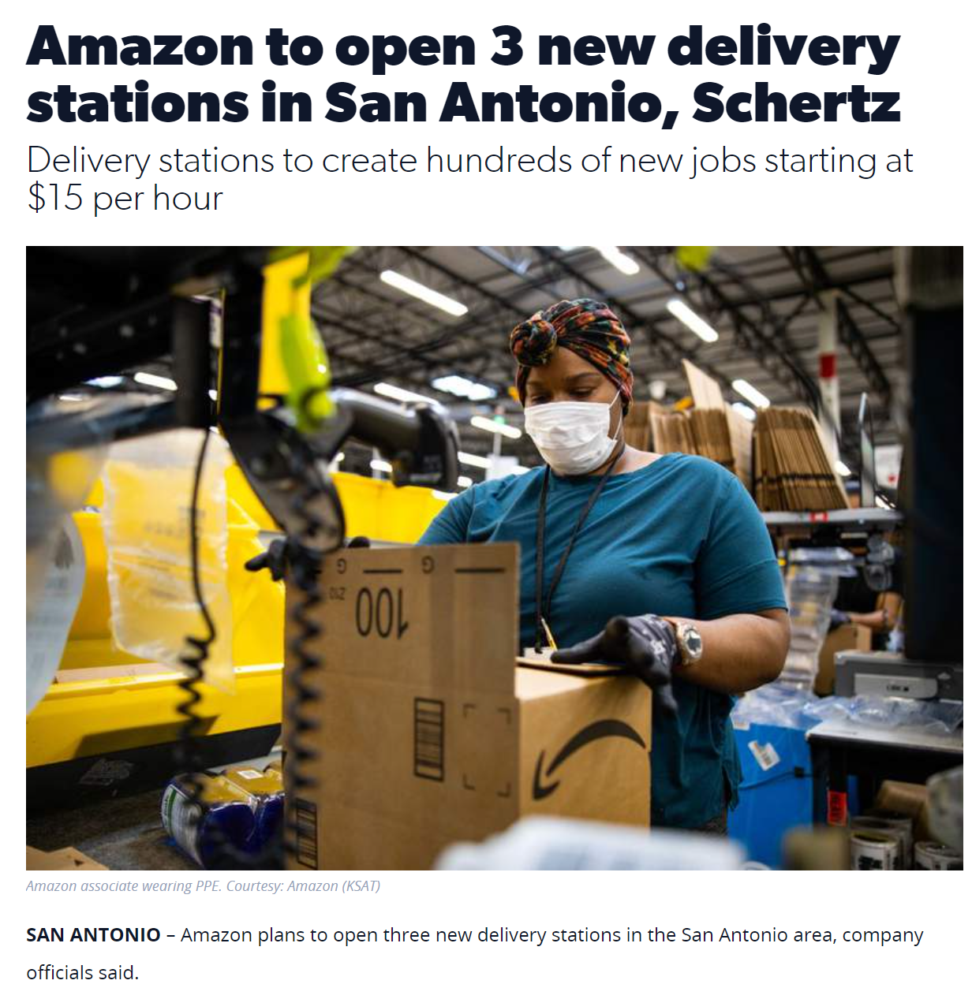 Amazon to open 3 new delivery
stations in San Antonio, Schertz
Delivery stations to create hundreds of new jobs starting at
$15 per hour
G G
Z10
100
Amazon associate wearing PPE. Courtesy: Amazon (KSAT)
SAN ANTONIO – Amazon plans to open three new delivery stations in the San Antonio area, company
officials said.